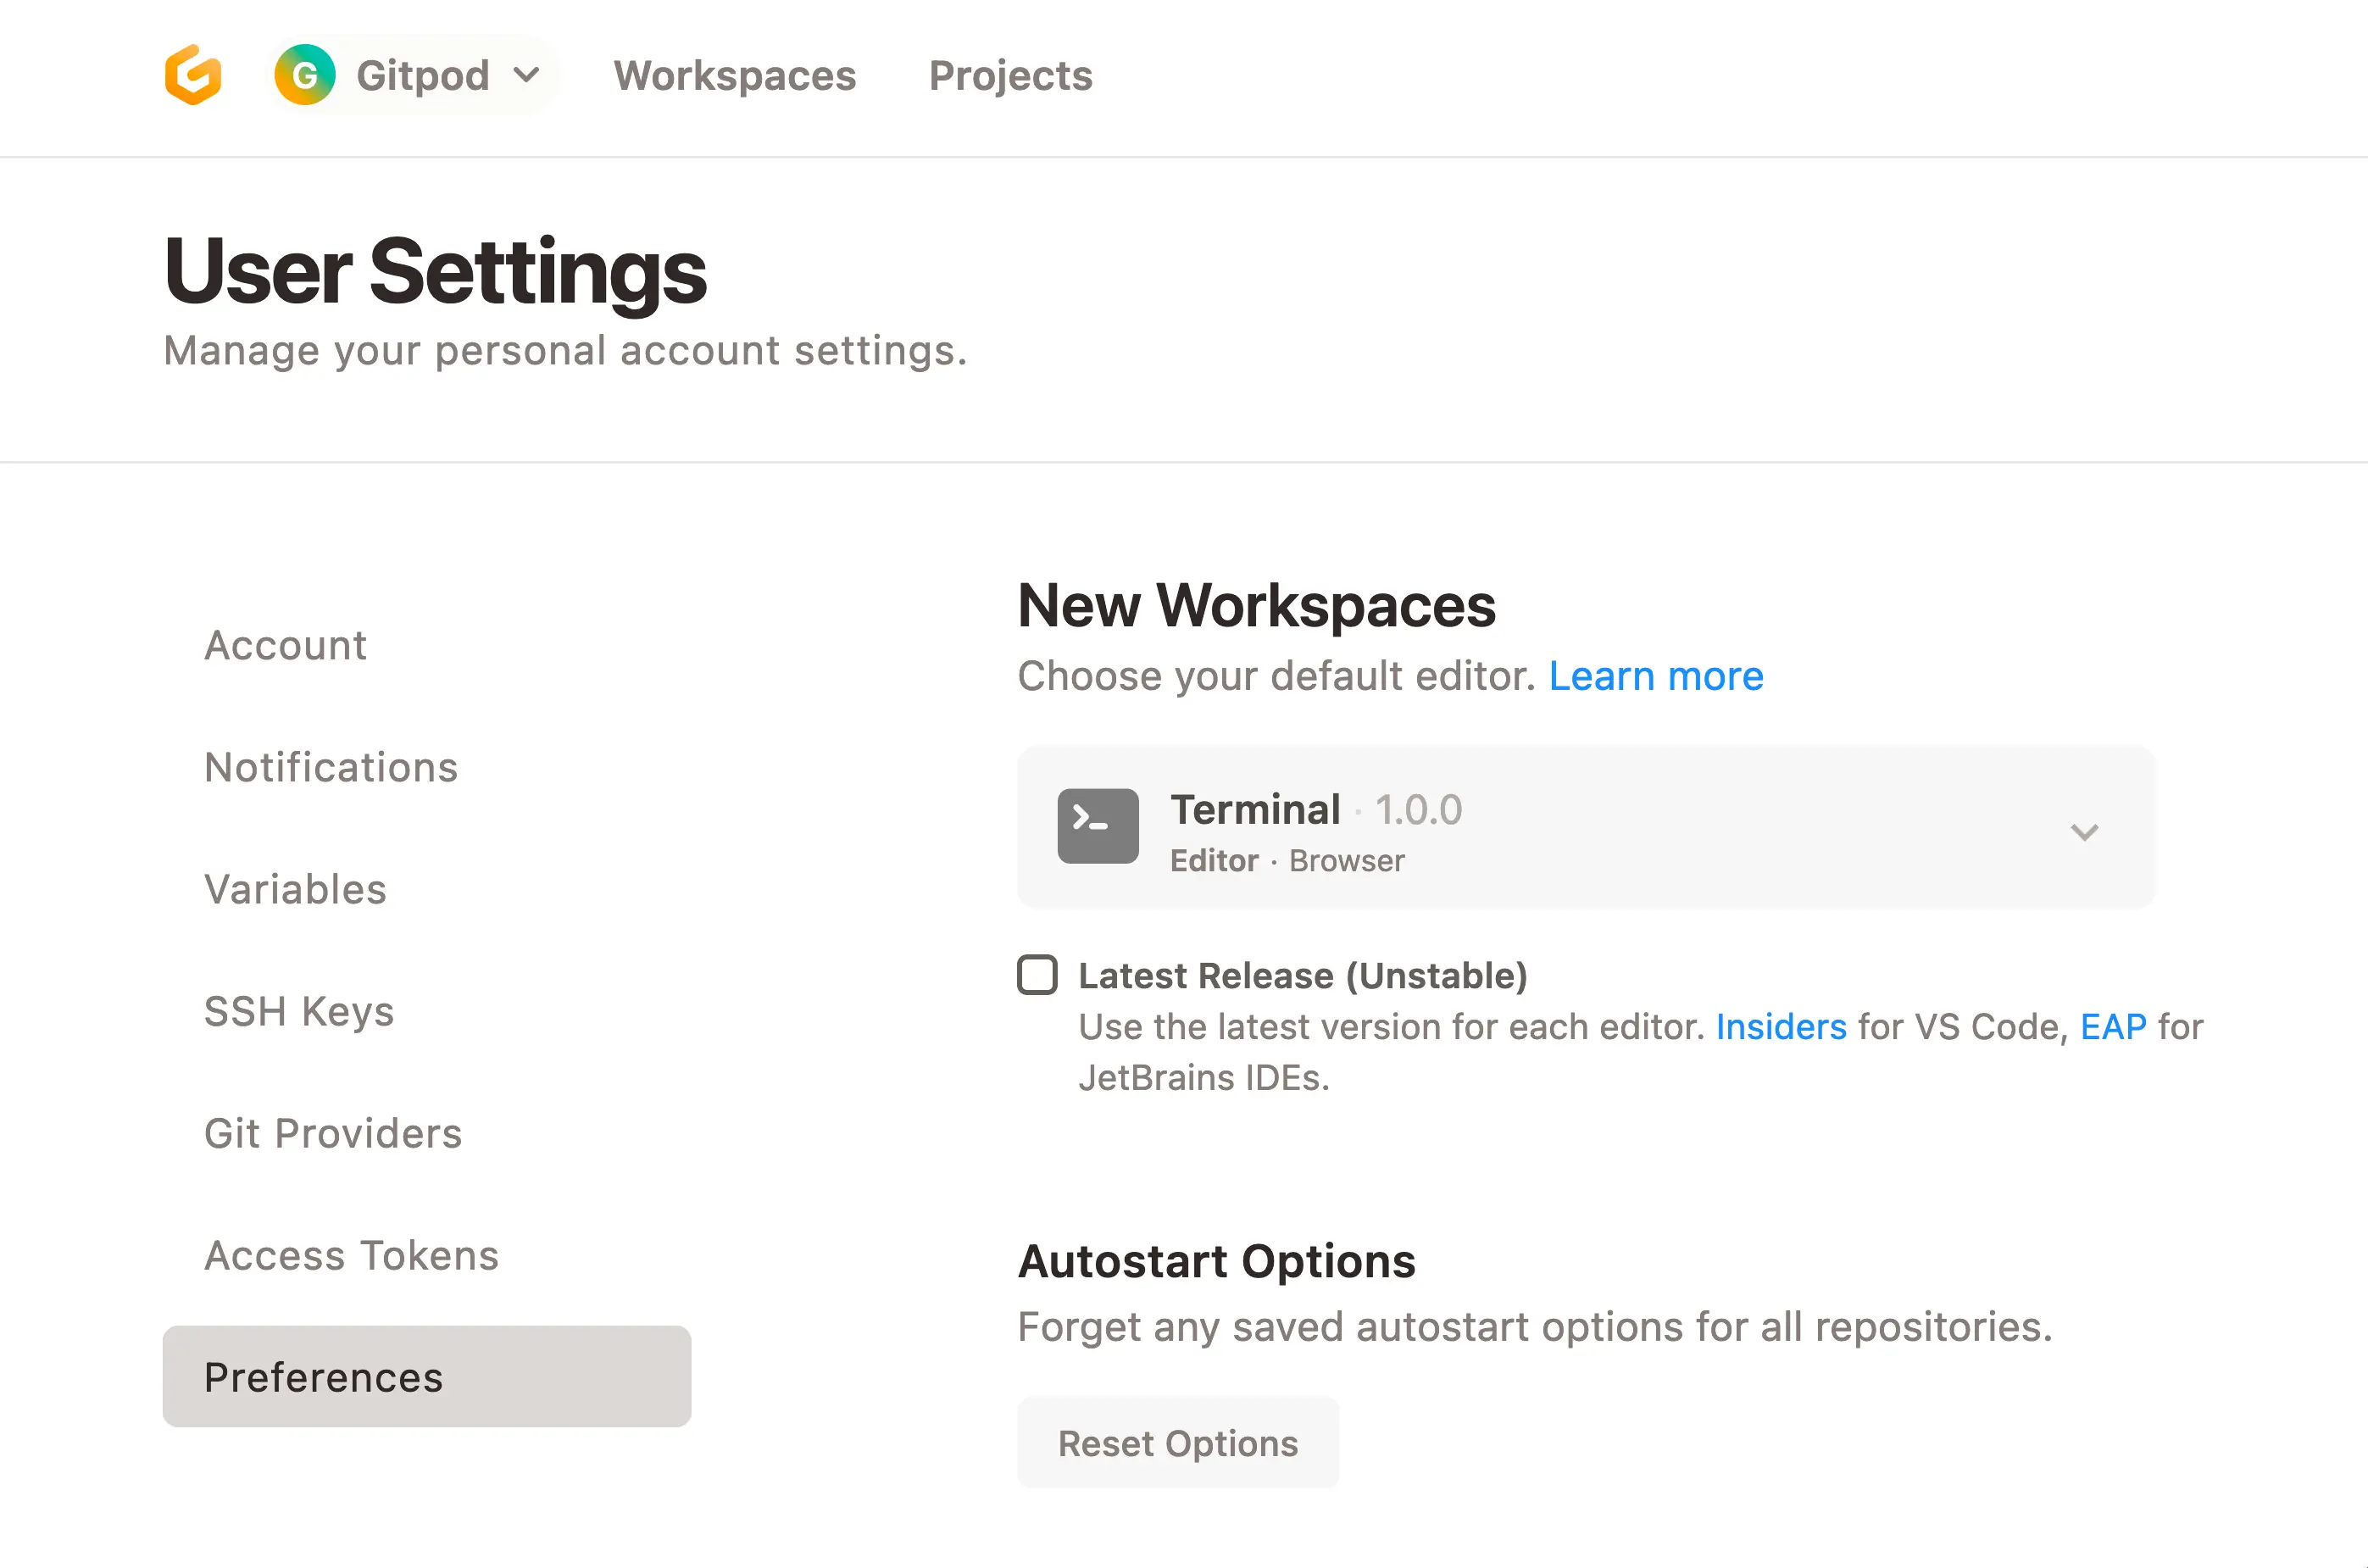 G Gitpod Workspaces Projects
User Settings
Manage your personal account settings.
Account
Notifications
Variables
SSH Keys
Git Providers
Access Tokens
Preferences
New Workspaces
Choose your default editor. Learn more
Terminal · 1.0.0
Editor · Browser
Latest Release (Unstable)
Use the latest version for each editor. Insiders for VS Code, EAP for
JetBrains IDEs.
Autostart Options
Forget any saved autostart options for all repositories.
Reset Options